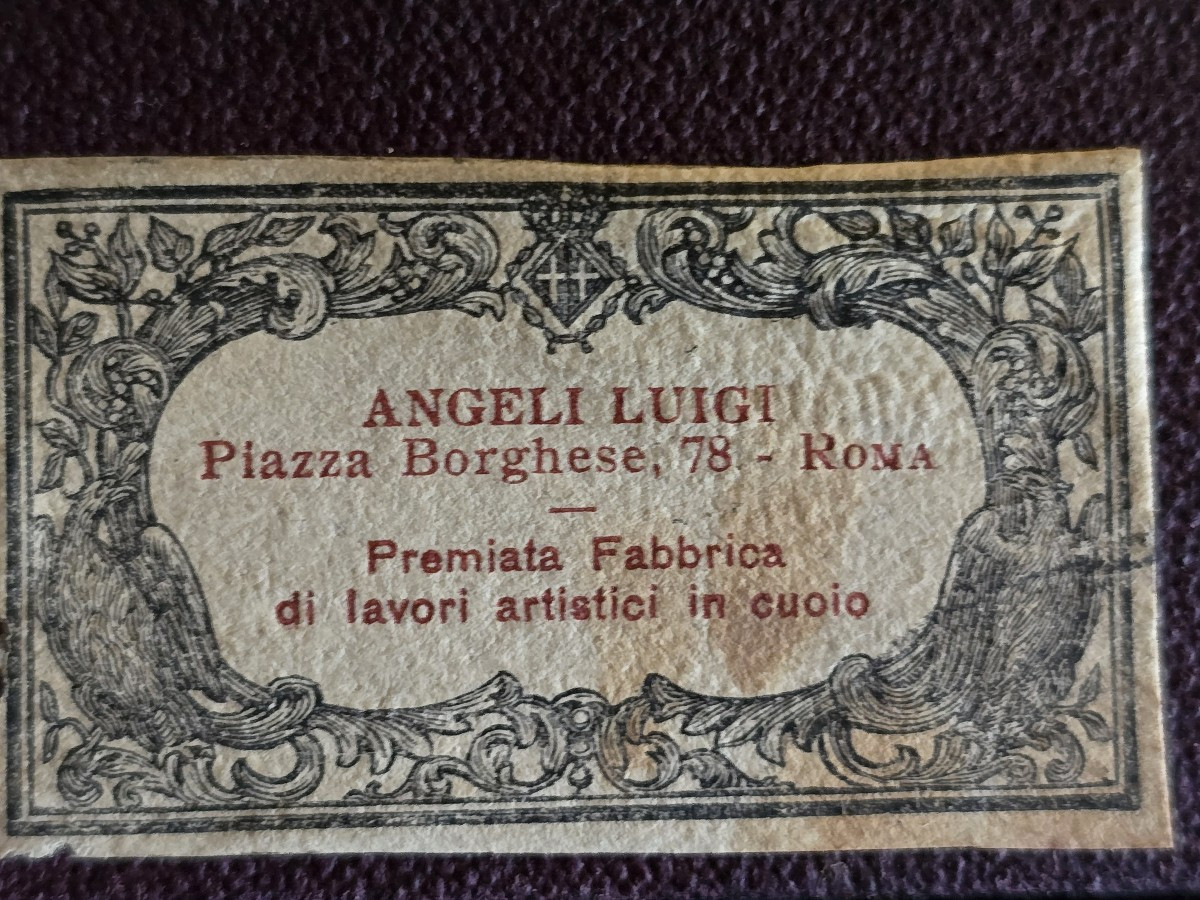 ANGELI LUIGI
Piazza Borghese, 78 - ROMA
Premiata Fabbrica
di lavori artistici in cuoio